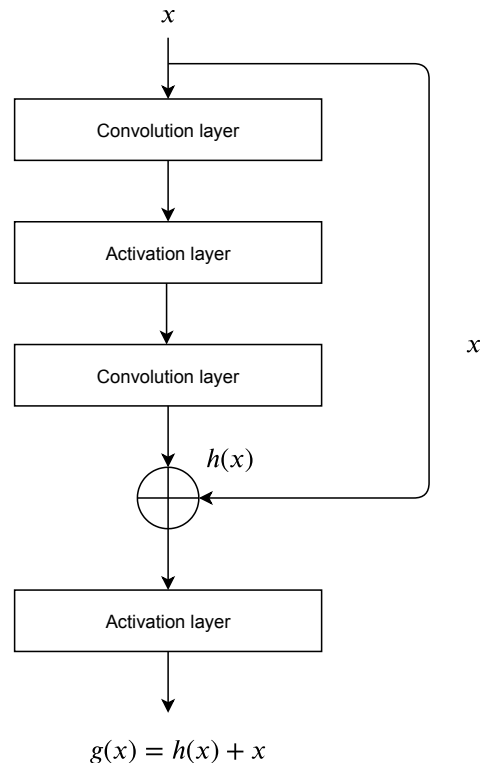 x
Convolution layer
Activation layer
x
Convolution layer
h(x)
Activation layer
g(x) = h(x) + x